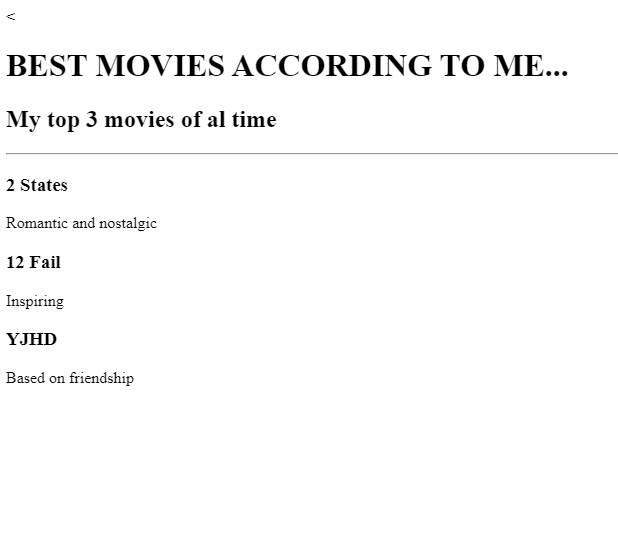 <
BEST MOVIES ACCORDING TO ME...
My top 3 movies of al time
2 States
Romantic and nostalgic
12 Fail
Inspiring
YJHD
Based on friendship